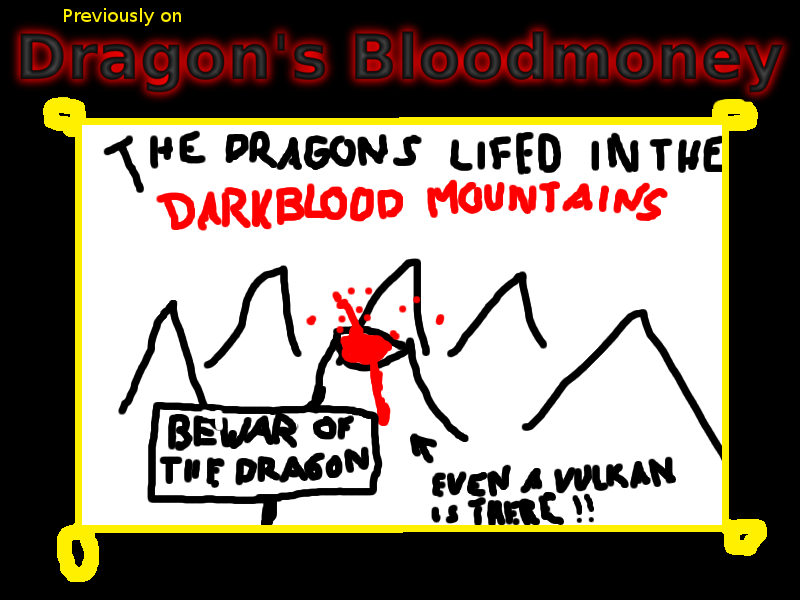 Previously on
Dragon's Bloodmoney
THE DRAGONS LIFED IN THE
DARKBLOOD MOUNTAINS
BEWAR OF
THE DRAGON
EVEN A VULKAN
IS THERE !!